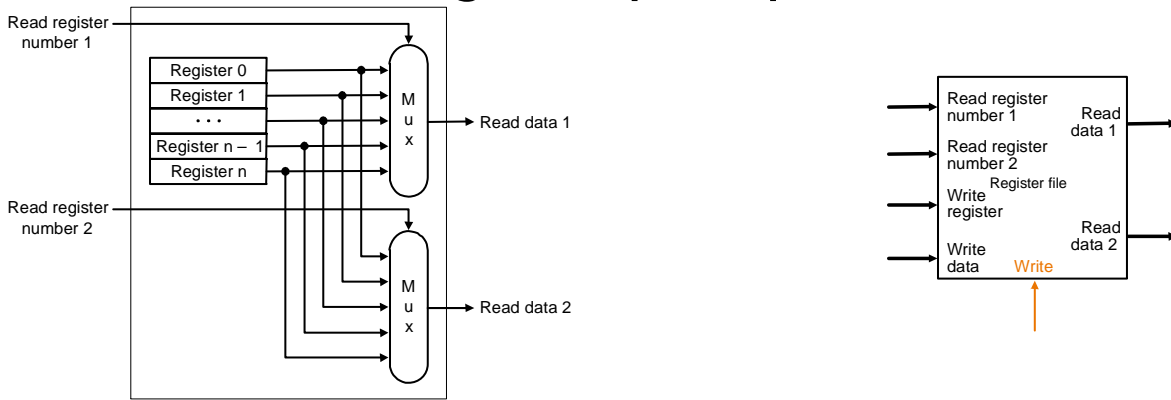 Read register
number 1
Register 0
Register 1
· · ·
Register n – 1
Register n
M
u
x
Read data 1
Read register
number 2
M
u
x
Read data 2
Read register
number 1
Read
data 1
Read register
number 2
Register file
Write
register
Read
data 2
Write
data
Write